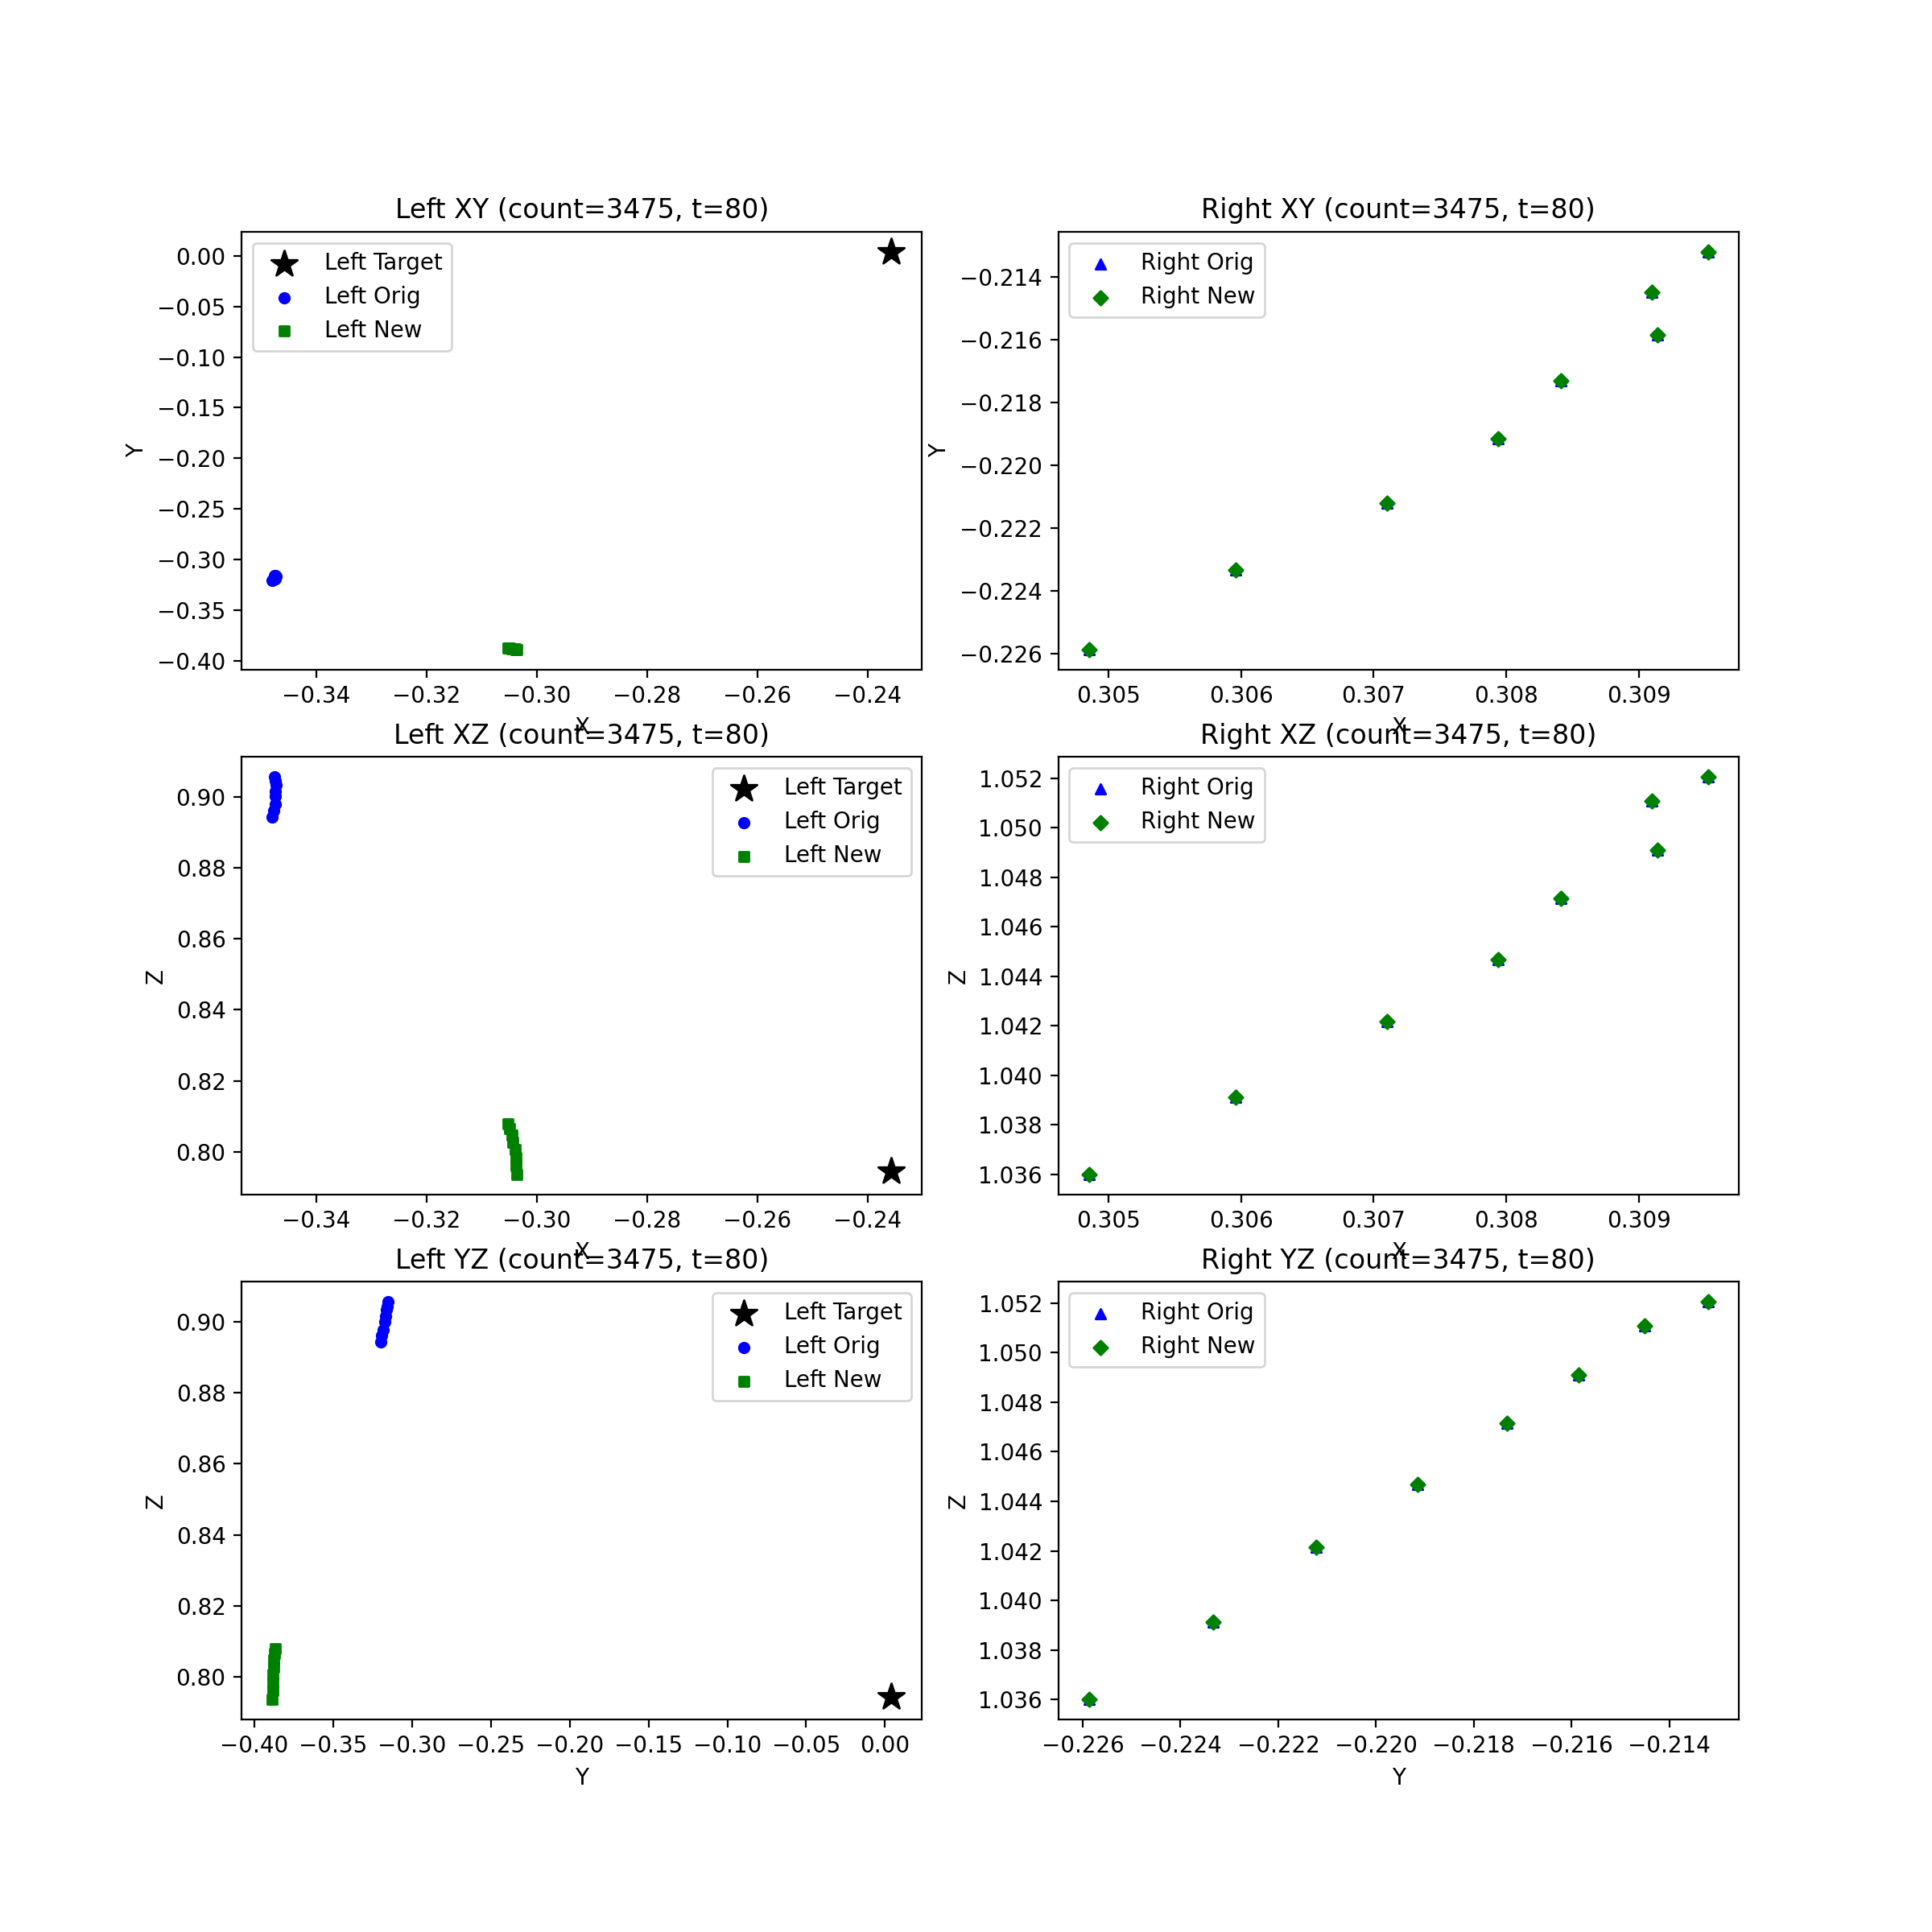 Left XY (count=3475, t=80)
Left Target
Left Orig
Left New
0.00
−0.05
−0.10
−0.15
−0.20
−0.25
−0.30
−0.35
−0.40
Y
−0.34 −0.32 −0.30 −0.28 −0.26 −0.24
X
Right XY (count=3475, t=80)
Right Orig
Right New
−0.214
−0.216
−0.218
−0.220
−0.222
−0.224
−0.226
Y
0.305 0.306 0.307 0.308 0.309
X
Left XZ (count=3475, t=80)
Left Target
Left Orig
Left New
0.90
0.88
0.86
0.84
0.82
0.80
Z
−0.34 −0.32 −0.30 −0.28 −0.26 −0.24
X
Right XZ (count=3475, t=80)
Right Orig
Right New
1.052
1.050
1.048
1.046
1.044
1.042
1.040
1.038
1.036
Z
0.305 0.306 0.307 0.308 0.309
X
Left YZ (count=3475, t=80)
Left Target
Left Orig
Left New
0.90
0.88
0.86
0.84
0.82
0.80
Z
−0.40 −0.35 −0.30 −0.25 −0.20 −0.15 −0.10 −0.05 0.00
Y
Right YZ (count=3475, t=80)
Right Orig
Right New
1.052
1.050
1.048
1.046
1.044
1.042
1.040
1.038
1.036
Z
−0.226 −0.224 −0.222 −0.220 −0.218 −0.216 −0.214
Y